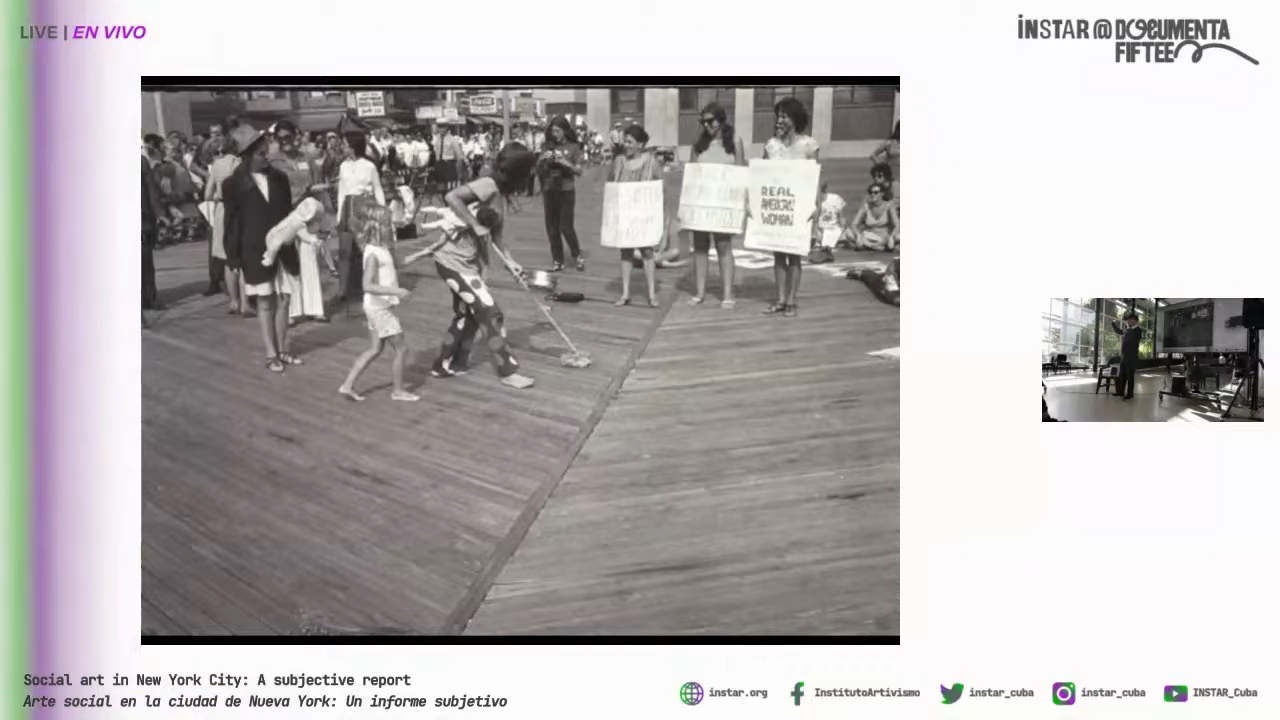 LIVE | EN VIVO
INSTAR @ DOCUMENTA
FIFTEEN
REAL
AMERICAN
WOMAN
Social art in New York City: A subjective report
Arte social en la ciudad de Nueva York: Un informe subjetivo
instar.org
InstitutoArtivismo
instar_cuba
instar_cuba
INSTAR_Cuba